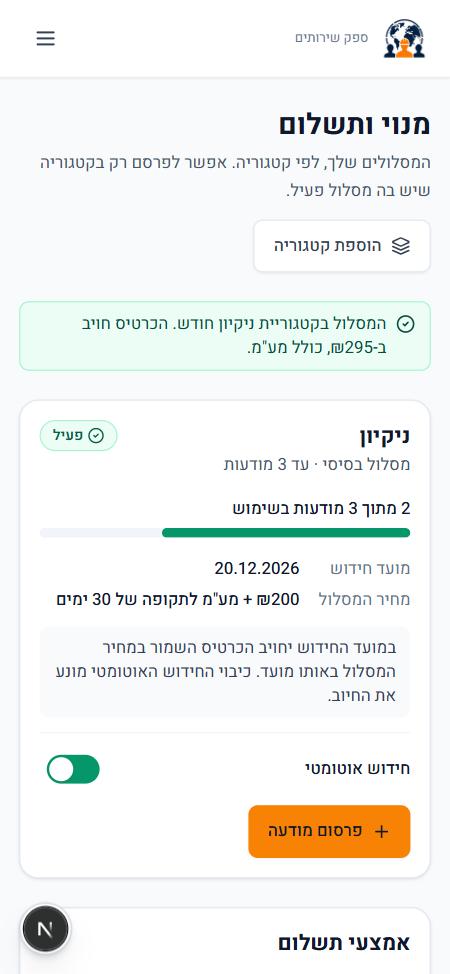 ספק שירותים
מנוי ותשלום
המסלולים שלך, לפי קטגוריה. אפשר לפרסם רק בקטגוריה
שיש בה מסלול פעיל.
הוספת קטגוריה
המסלול בקטגוריית ניקיון חודש. הכרטיס חויב
ב-₪295, כולל מע"מ.
ניקיון
פעיל
מסלול בסיסי · עד 3 מודעות
2 מתוך 3 מודעות בשימוש
מועד חידוש 20.12.2026
מחיר המסלול ₪200 + מע"מ לתקופה של 30 ימים
במועד החידוש יחויב הכרטיס השמור במחיר
המסלול באותו מועד. כיבוי החידוש האוטומטי מונע
את החיוב.
חידוש אוטומטי
פרסום מודעה
אמצעי תשלום
N